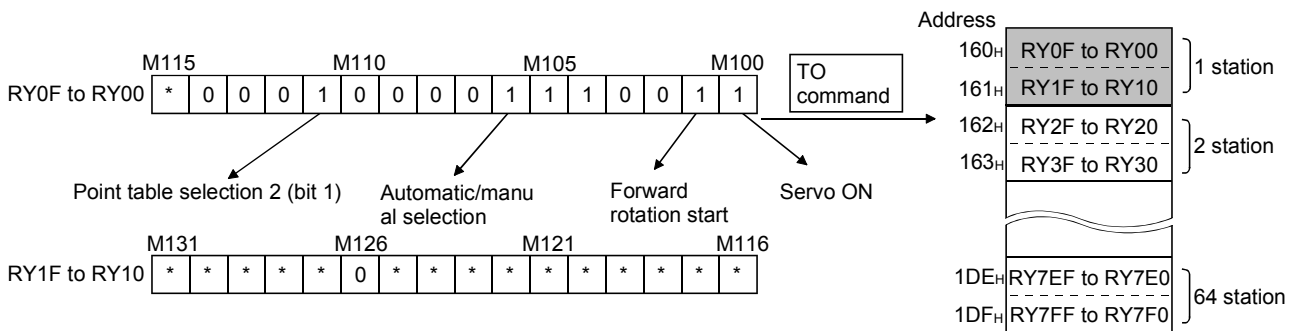 Address
M115 M110 M105 M100
RY0F to RY00 * 0 0 0 1 0 0 0 0 1 1 1 0 0 1 1
TO
command
160H RY0F to RY00
161H RY1F to RY10
1 station
162H RY2F to RY20
163H RY3F to RY30
2 station
Point table selection 2 (bit 1)
Automatic/manu
al selection
Forward
rotation start
Servo ON
M131 M126 M121 M116
RY1F to RY10 * * * * * 0 * * * * * * * * * *
1DEH RY7EF to RY7E0
1DFH RY7FF to RY7F0
64 station